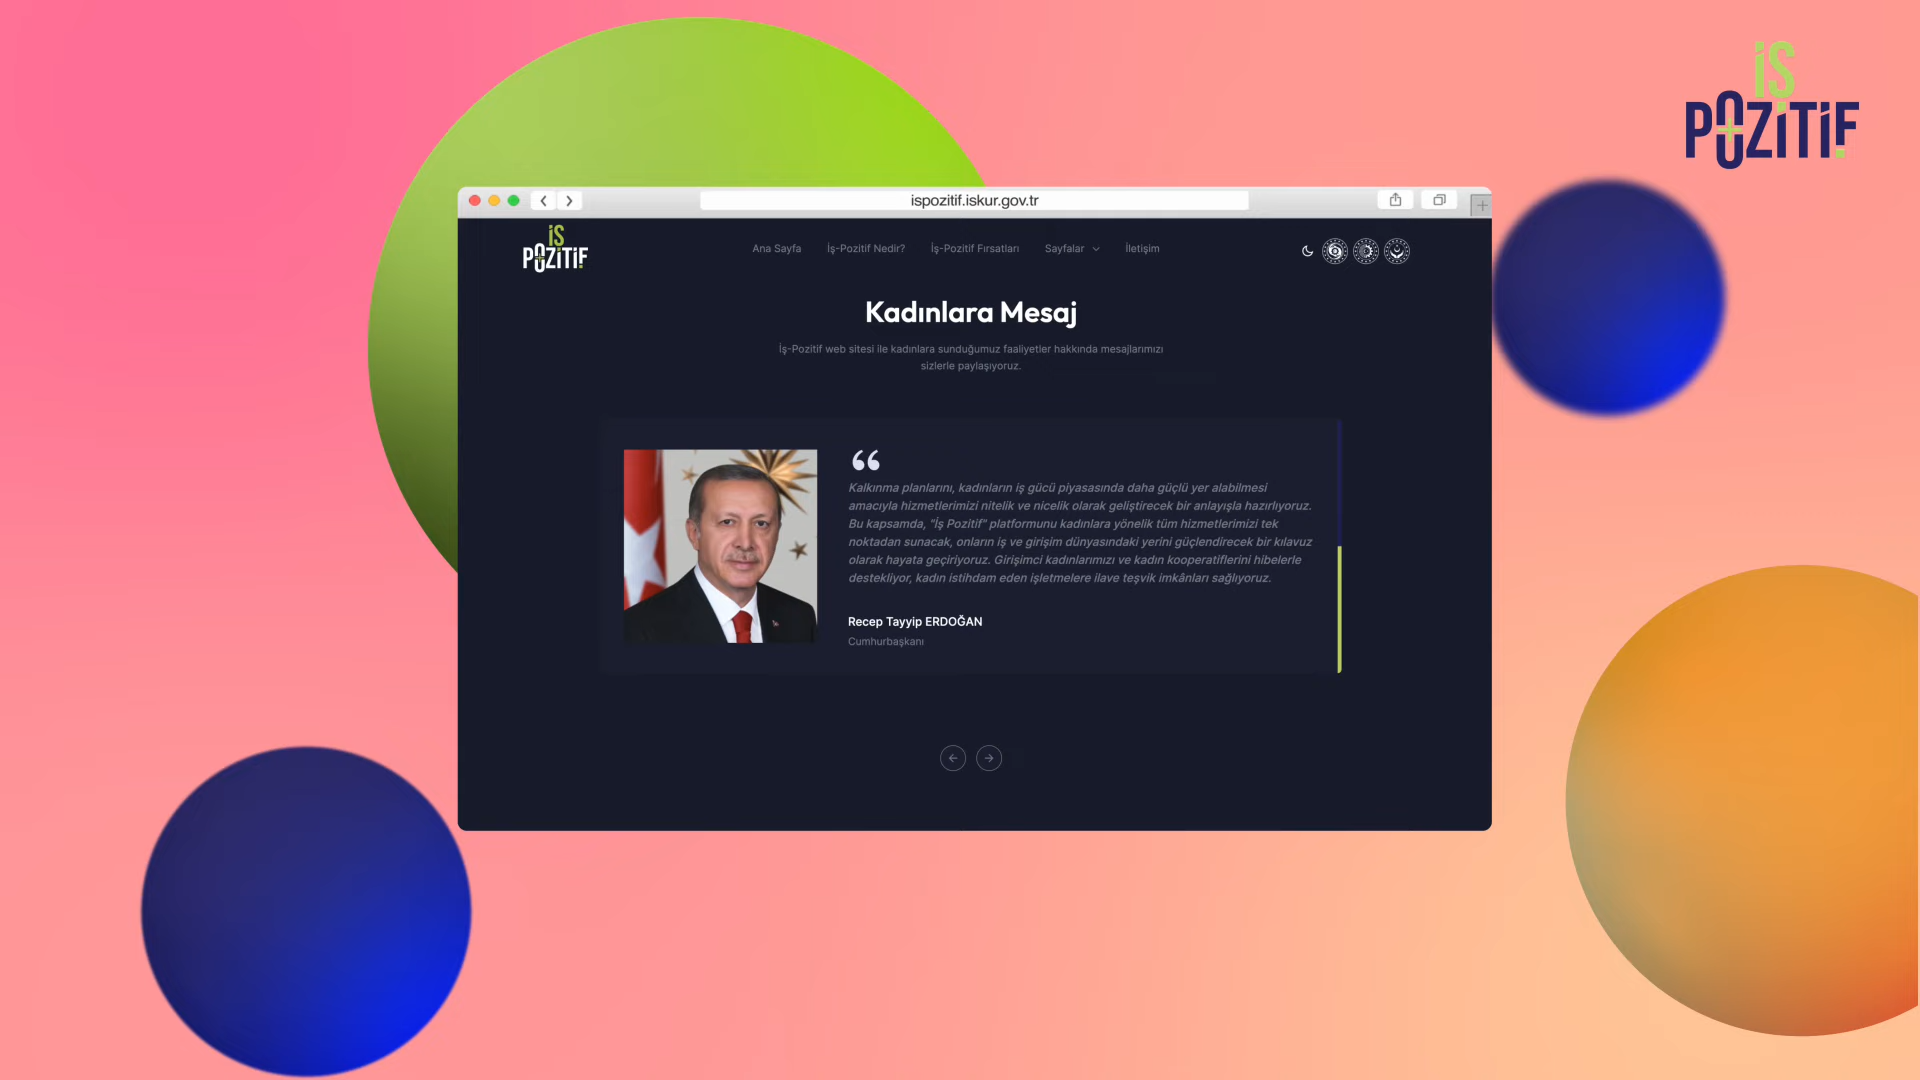 İŞ
POZİTİF
ispozitif.iskur.gov.tr
İŞ
POZİTİF
Ana Sayfa
İş-Pozitif Nedir?
İş-Pozitif Fırsatları
Sayfalar
İletişim
Kadınlara Mesaj
İş-Pozitif web sitesi ile kadınlara sunduğumuz faaliyetler hakkında mesajlarımızı
sizlerle paylaşıyoruz.
“
Kalkınma planlarını, kadınların iş gücü piyasasında daha güçlü yer alabilmesi
amacıyla hizmetlerimizi nitelik ve nicelik olarak geliştirecek bir anlayışla hazırlıyoruz.
Bu kapsamda, "İş Pozitif" platformunu kadınlara yönelik tüm hizmetlerimizi tek
noktadan sunacak, onların iş ve girişim dünyasındaki yerini güçlendirecek bir kılavuz
olarak hayata geçiriyoruz. Girişimci kadınlarımızı ve kadın kooperatiflerini hibelerle
destekliyor, kadın istihdam eden işletmelere ilave teşvik imkânları sağlıyoruz.
Recep Tayyip ERDOĞAN
Cumhurbaşkanı